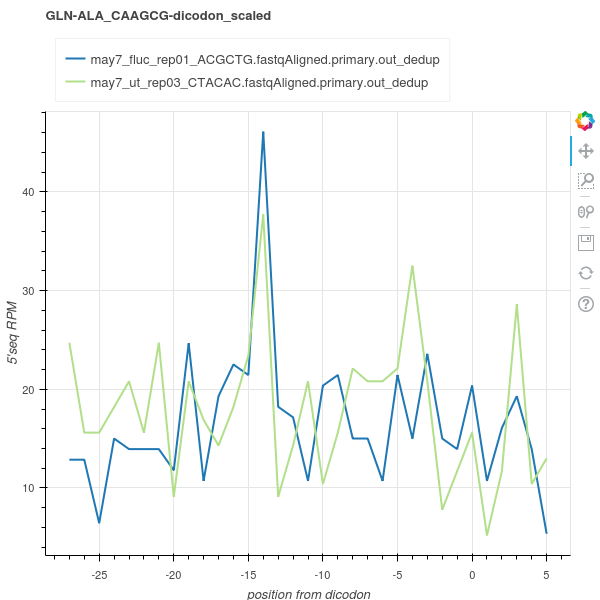 GLN-ALA_CAAGCG-dicodon_scaled
may7_fluc_rep01_ACGCTG.fastqAligned.primary.out_dedup
may7_ut_rep03_CTACAC.fastqAligned.primary.out_dedup
40
30
20
10
5'seq RPM
-25 -20 -15 -10 -5 0 5
position from dicodon